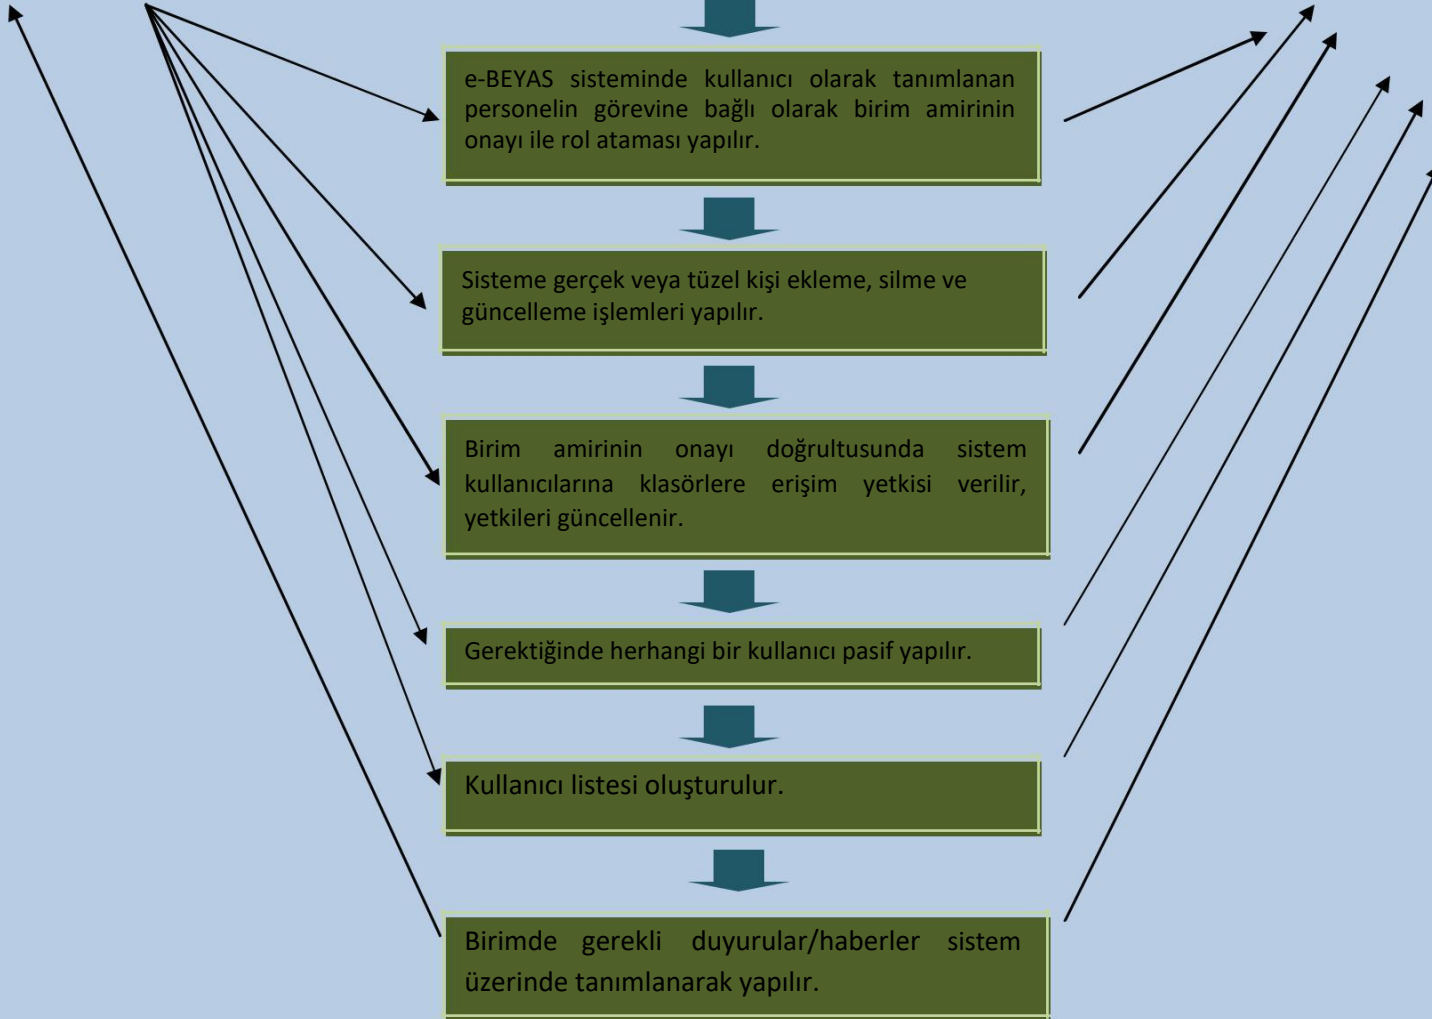 e-BEYAS sisteminde kullanıcı olarak tanımlanan
personelin görevine bağlı olarak birim amirinin
onayı ile rol ataması yapılır.
Sisteme gerçek veya tüzel kişi ekleme, silme ve
güncelleme işlemleri yapılır.
Birim amirinin onayı doğrultusunda sistem
kullanıcılarına klasörlere erişim yetkisi verilir,
yetkileri güncellenir.
Gerektiğinde herhangi bir kullanıcı pasif yapılır.
Kullanıcı listesi oluşturulur.
Birimde gerekli duyurular/haberler sistem
üzerinde tanımlanarak yapılır.